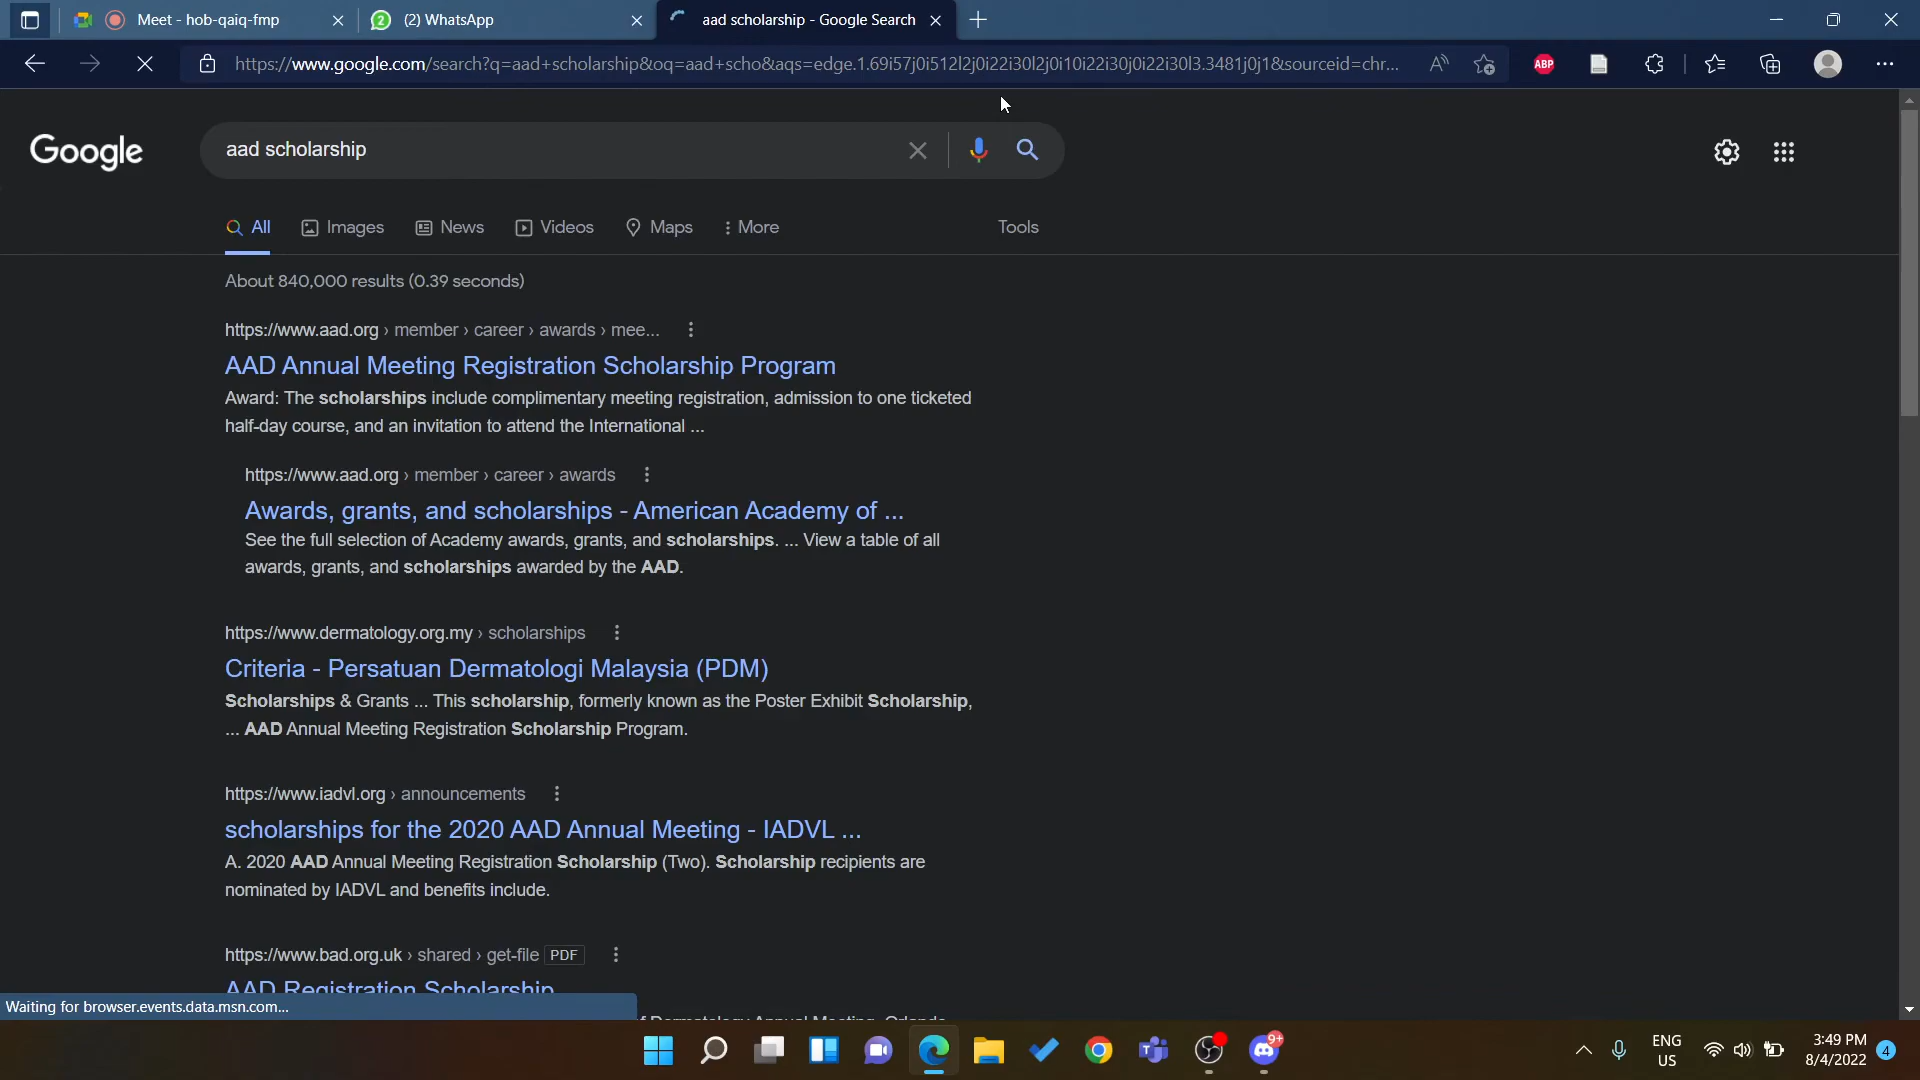 Meet - hob-qaiq-fmp
(2) WhatsApp
aad scholarship - Google Search
https://www.google.com/search?q=aad+scholarship&oq=aad+scho&aqs=edge.1.69i57j0i512l2j0i22i30l2j0i10i22i30j0i22i30l3.3481j0j1&sourceid=chr...
ABP
Google
aad scholarship
All
Images
News
Videos
Maps
More
Tools
About 840,000 results (0.39 seconds)
https://www.aad.org › member › career › awards › mee...
AAD Annual Meeting Registration Scholarship Program
Award: The scholarships include complimentary meeting registration, admission to one ticketed
half-day course, and an invitation to attend the International ...
https://www.aad.org › member › career › awards
Awards, grants, and scholarships - American Academy of ...
See the full selection of Academy awards, grants, and scholarships. ... View a table of all
awards, grants, and scholarships awarded by the AAD.
https://www.dermatology.org.my › scholarships
Criteria - Persatuan Dermatologi Malaysia (PDM)
Scholarships & Grants ... This scholarship, formerly known as the Poster Exhibit Scholarship,
... AAD Annual Meeting Registration Scholarship Program.
https://www.iadvl.org › announcements
scholarships for the 2020 AAD Annual Meeting - IADVL ...
A. 2020 AAD Annual Meeting Registration Scholarship (Two). Scholarship recipients are
nominated by IADVL and benefits include.
https://www.bad.org.uk › shared › get-file PDF
AAD Registration Scholarship
Waiting for browser.events.data.msn.com...
of Dermatology Annual Meeting, Orlando
9+
ENG
US
3:49 PM
8/4/2022
4